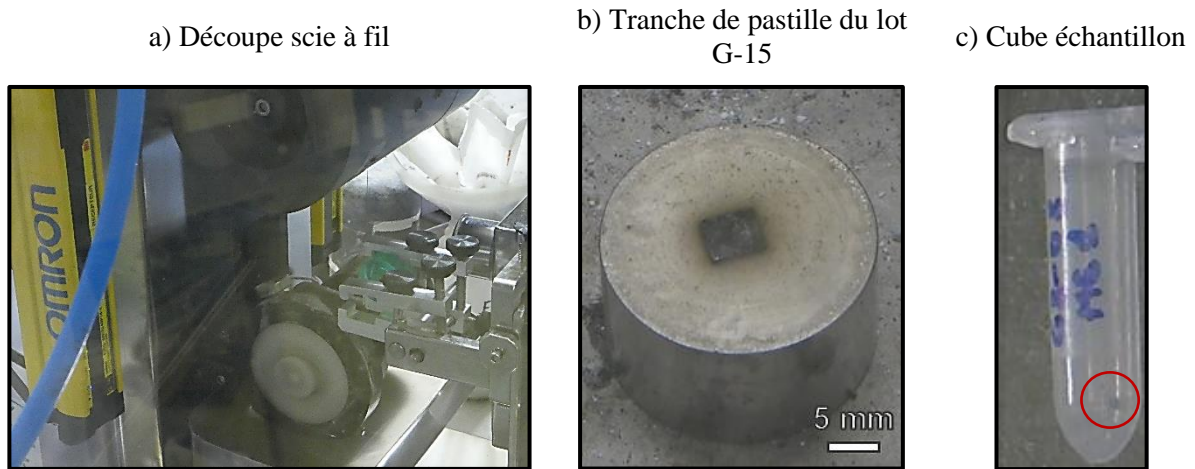 a) Découpe scie à fil
b) Tranche de pastille du lot
G-15
c) Cube échantillon
OMRON
5 mm